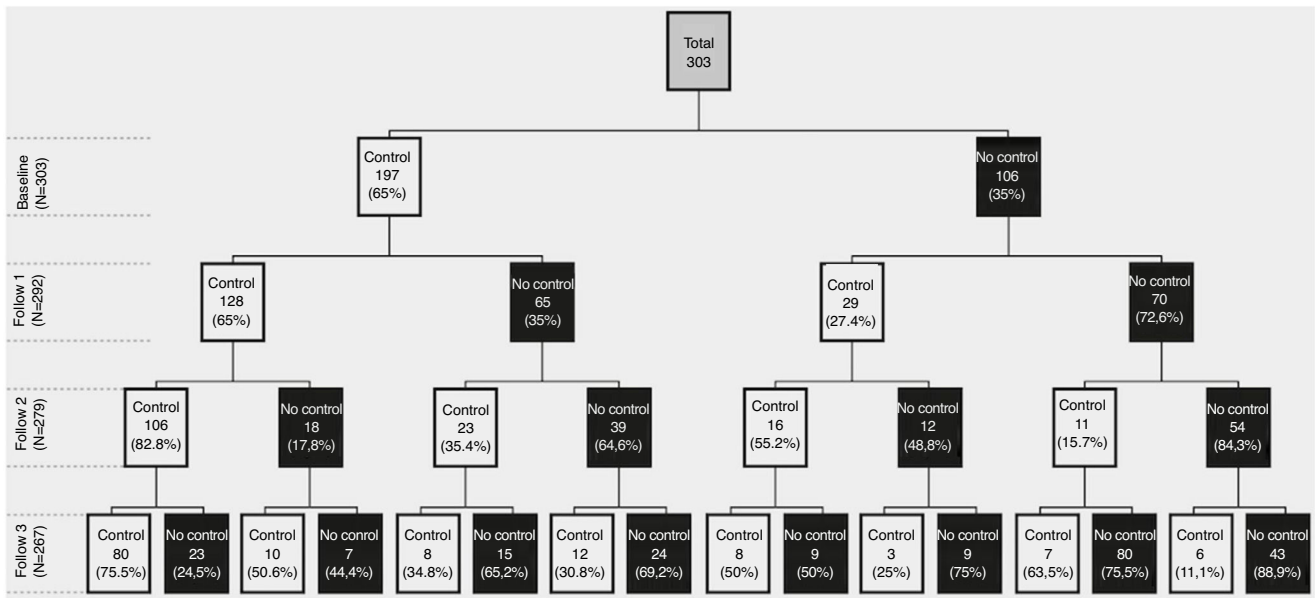 Total
303
Baseline
(N=303)
Control
197
(65%)
No control
106
(35%)
Follow 1
(N=292)
Control
128
(65%)
No control
65
(35%)
Control
29
(27.4%)
No control
70
(72,6%)
Follow 2
(N=279)
Control
106
(82.8%)
No control
18
(17,8%)
Control
23
(35.4%)
No control
39
(64,6%)
Control
16
(55.2%)
No control
12
(48,8%)
Control
11
(15.7%)
No control
54
(84,3%)
Follow 3
(N=267)
Control
80
(75.5%)
No control
23
(24,5%)
Control
10
(50.6%)
No control
7
(44,4%)
Control
8
(34.8%)
No control
15
(65,2%)
Control
12
(30.8%)
No control
24
(69,2%)
Control
8
(50%)
No control
9
(50%)
Control
3
(25%)
No control
9
(75%)
Control
7
(63,5%)
No control
80
(75,5%)
Control
6
(11,1%)
No control
43
(88,9%)